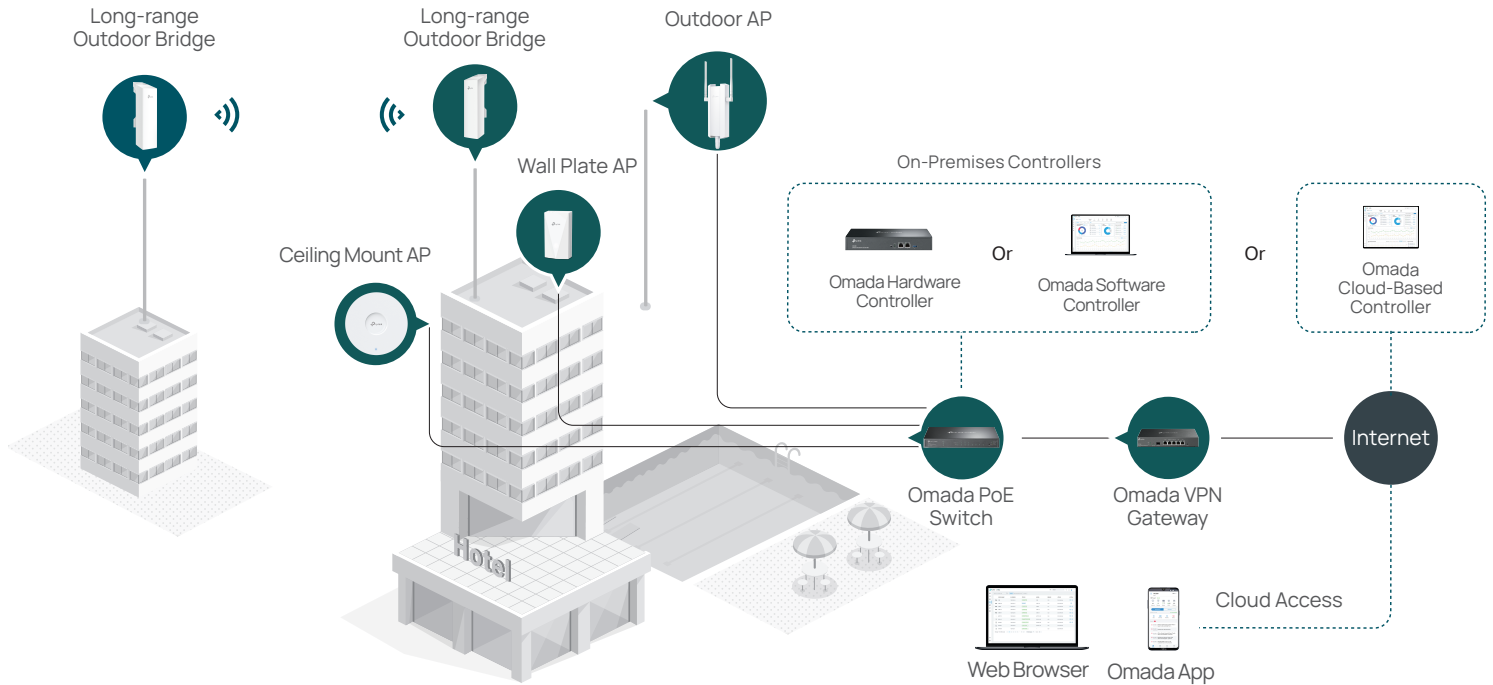 Long-range
Outdoor Bridge
Long-range
Outdoor Bridge
Outdoor AP
Wall Plate AP
On-Premises Controllers
Ceiling Mount AP
Or
Or
Omada Hardware
Controller
Omada Software
Controller
Omada
Cloud-Based
Controller
Internet
Omada PoE
Switch
Omada VPN
Gateway
Hotel
Cloud Access
Web Browser
Omada App